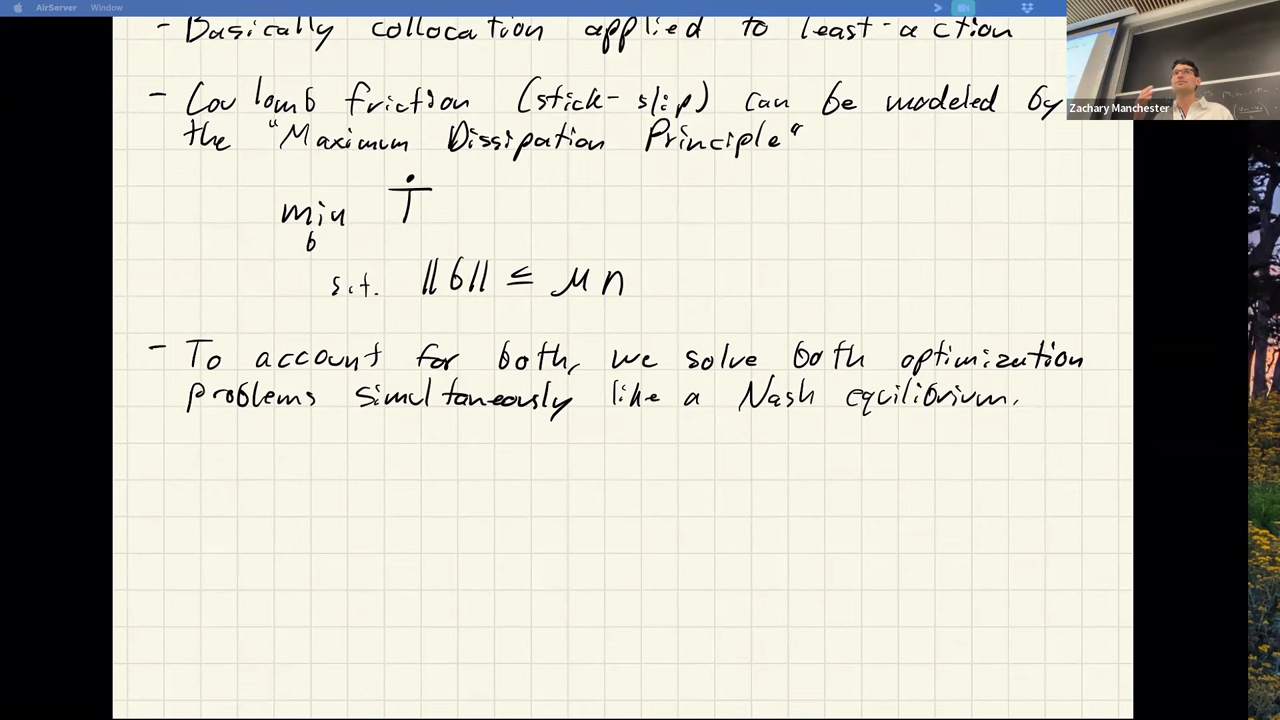 AirServer Window
- Basically collocation applied to least-action
Zachary Manchester
- Coulomb friction (stick-slip) can be modeled by
the "Maximum Dissipation Principle"
min Ṫ
b
s.t. ||b|| ≤ μ n
- To account for both, we solve both optimization
problems simultaneously like a Nash equilibrium.